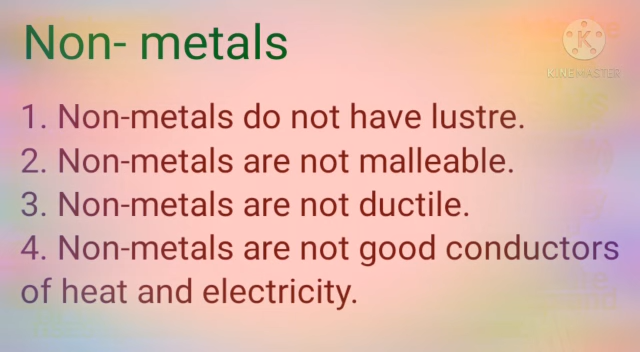 Non- metals
K
KINEMASTER
1. Non-metals do not have lustre.
2. Non-metals are not malleable.
3. Non-metals are not ductile.
4. Non-metals are not good conductors
of heat and electricity.